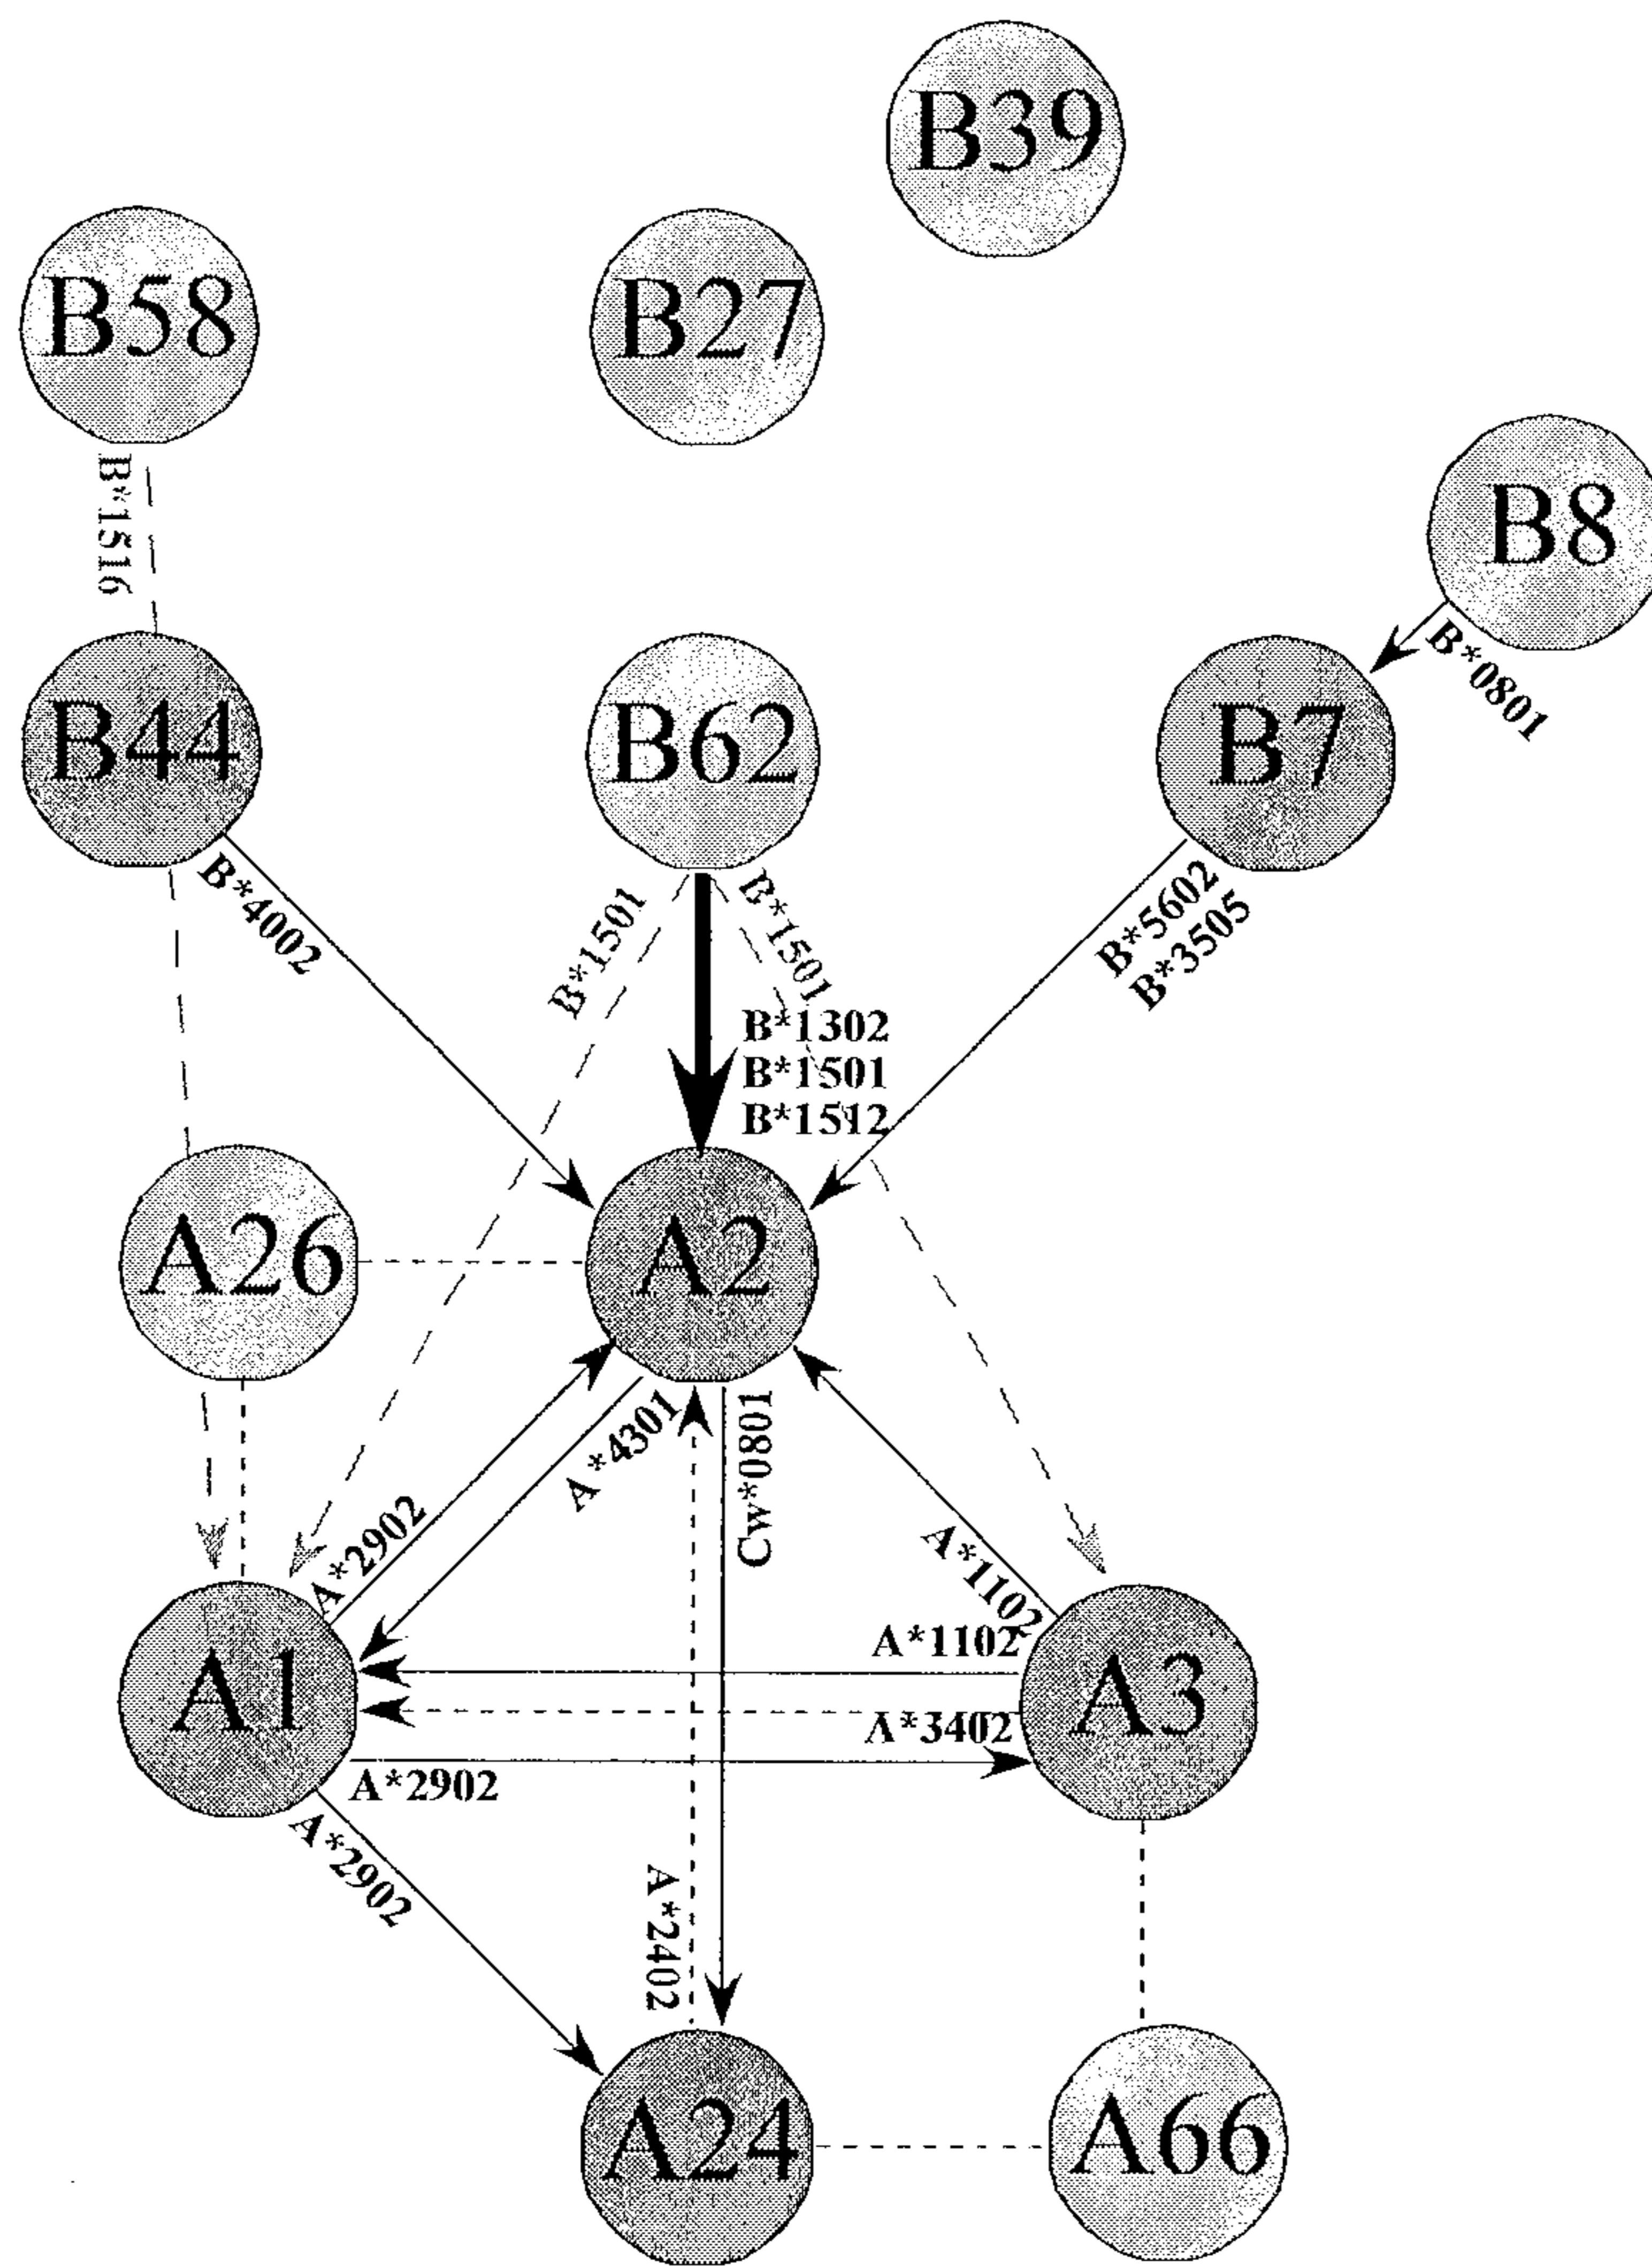 B39
B58
B27
B8
B*1516
B*0801
B44
B62
B7
B*4002
B*1501
B*1501
B*5602
B*3505
B*1302
B*1501
B*1512
A26
A2
A*4301
Cw*0801
A*2902
A*1102
A*1102
A1
A3
A*3402
A*2902
A*2902
A*2402
A24
A66